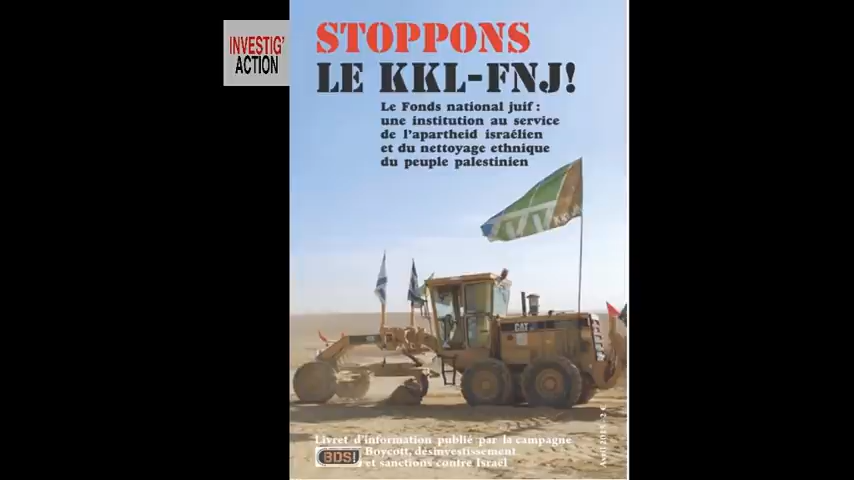 INVESTIG'
ACTION
STOPPONS
LE KKL-FNJ!
Le Fonds national juif :
une institution au service
de l'apartheid israélien
et du nettoyage ethnique
du peuple palestinien
KKL
CAT
Livret d'information publié par la campagne
BDS!
Boycott, désinvestissement
et sanctions contre Israël